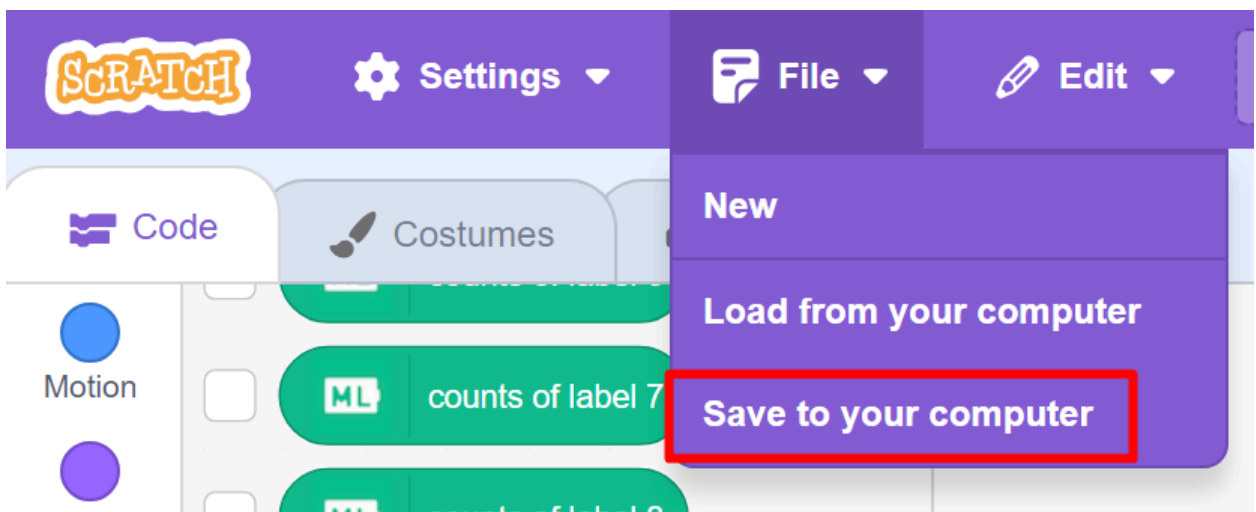 SCRATCH Settings File Edit
Code Costumes
New
Load from your computer
Save to your computer
Motion
ML counts of label 7